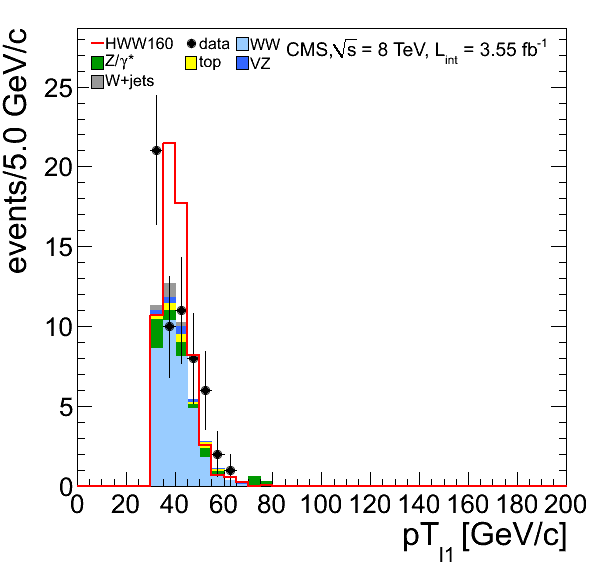 HWW160 data WW CMS,√s = 8 TeV, L_int = 3.55 fb⁻¹
Z/γ* top VZ
W+jets
events/5.0 GeV/c
25
20
15
10
5
0
0 20 40 60 80 100 120 140 160 180 200
pT_l1 [GeV/c]